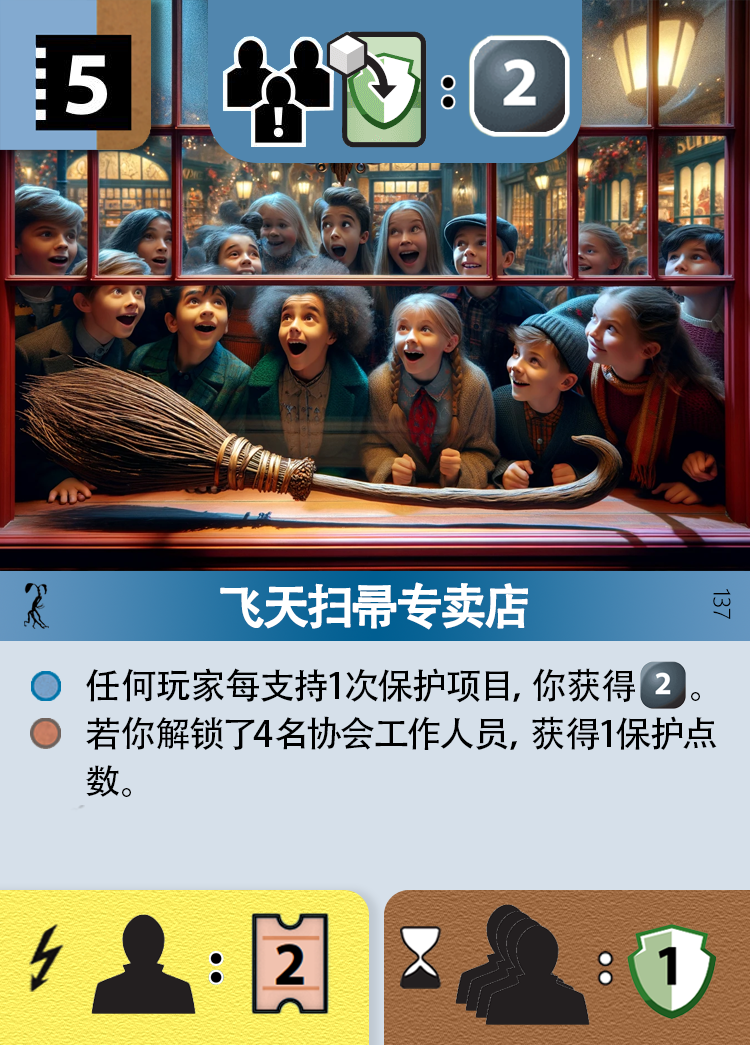 5
!
:
2
飞天扫帚专卖店
137
任何玩家每支持1次保护项目, 你获得 2 。
若你解锁了4名协会工作人员, 获得1保护点
数。
: 2
: 1